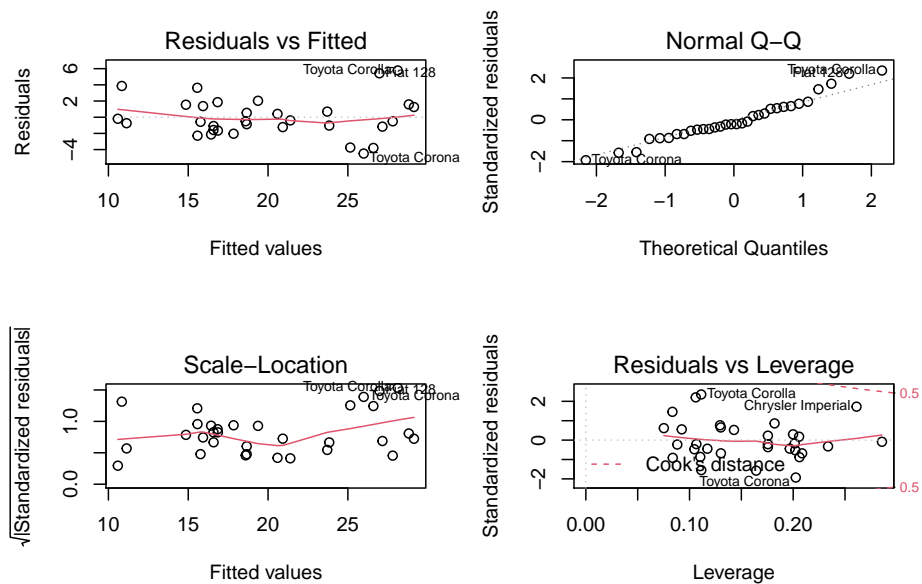 Residuals vs Fitted
Residuals
6
2
−4
Toyota Corolla
Fiat 128
Toyota Corona
10 15 20 25
Fitted values
Normal Q−Q
Standardized residuals
2
0
−2
Toyota Corolla
Fiat 128
Toyota Corona
−2 −1 0 1 2
Theoretical Quantiles
Scale−Location
√|Standardized residuals|
1.0
0.0
Toyota Corolla
Fiat 128
Toyota Corona
10 15 20 25
Fitted values
Residuals vs Leverage
Standardized residuals
2
0
−2
Toyota Corolla
Chrysler Imperial
Toyota Corona
Cook's distance
0.5
0.5
0.00 0.10 0.20
Leverage